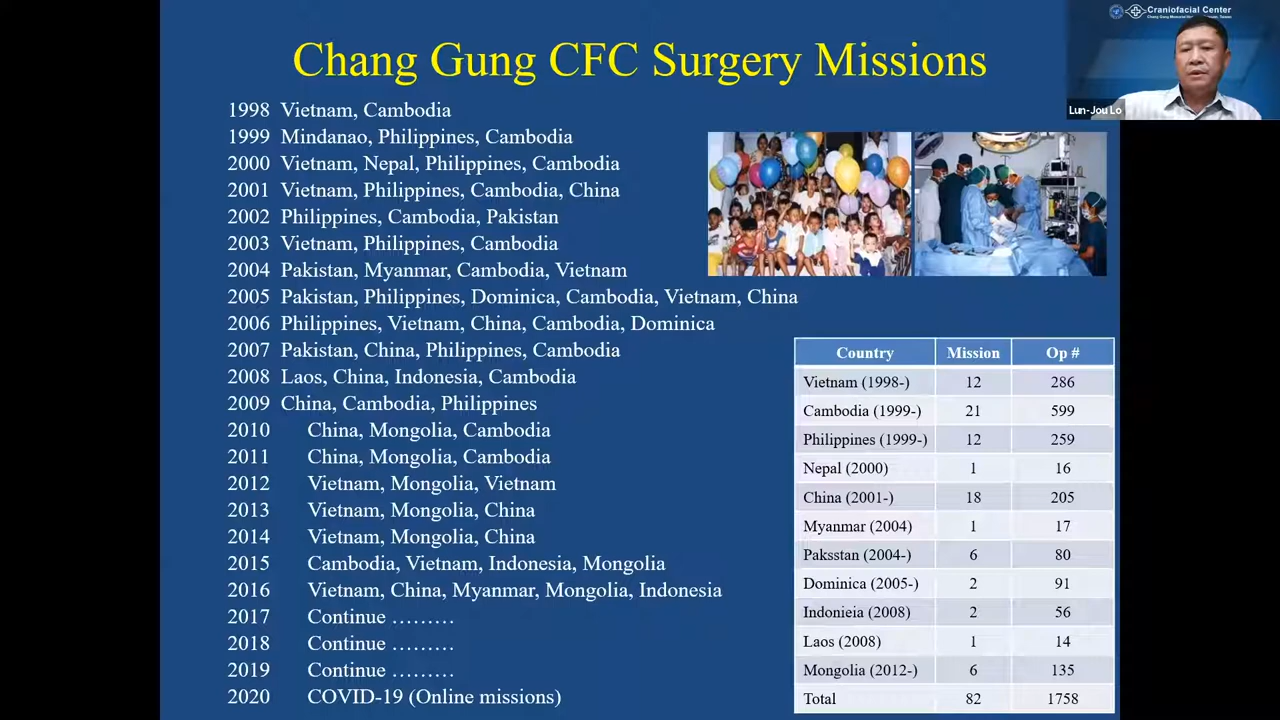 Craniofacial Center
Chang Gung CFC Surgery Missions
Lun-Jou Lo
1998 Vietnam, Cambodia
1999 Mindanao, Philippines, Cambodia
2000 Vietnam, Nepal, Philippines, Cambodia
2001 Vietnam, Philippines, Cambodia, China
2002 Philippines, Cambodia, Pakistan
2003 Vietnam, Philippines, Cambodia
2004 Pakistan, Myanmar, Cambodia, Vietnam
2005 Pakistan, Philippines, Dominica, Cambodia, Vietnam, China
2006 Philippines, Vietnam, China, Cambodia, Dominica
2007 Pakistan, China, Philippines, Cambodia
2008 Laos, China, Indonesia, Cambodia
2009 China, Cambodia, Philippines
2010 China, Mongolia, Cambodia
2011 China, Mongolia, Cambodia
2012 Vietnam, Mongolia, Vietnam
2013 Vietnam, Mongolia, China
2014 Vietnam, Mongolia, China
2015 Cambodia, Vietnam, Indonesia, Mongolia
2016 Vietnam, China, Myanmar, Mongolia, Indonesia
2017 Continue ………
2018 Continue ………
2019 Continue ………
2020 COVID-19 (Online missions)
Country Mission Op #
Vietnam (1998-) 12 286
Cambodia (1999-) 21 599
Philippines (1999-) 12 259
Nepal (2000) 1 16
China (2001-) 18 205
Myanmar (2004) 1 17
Paksstan (2004-) 6 80
Dominica (2005-) 2 91
Indonieia (2008) 2 56
Laos (2008) 1 14
Mongolia (2012-) 6 135
Total 82 1758